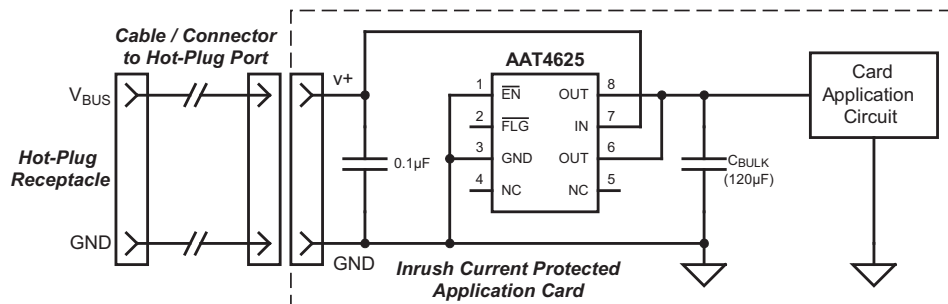 Cable / Connector
to Hot-Plug Port
AAT4625
Card
Application
Circuit
v+
V_BUS
1
EN
OUT
8
2
FLG
IN
7
3
GND
OUT
6
4
NC
NC
5
Hot-Plug
Receptacle
0.1µF
C_BULK
(120µF)
GND
GND
Inrush Current Protected
Application Card